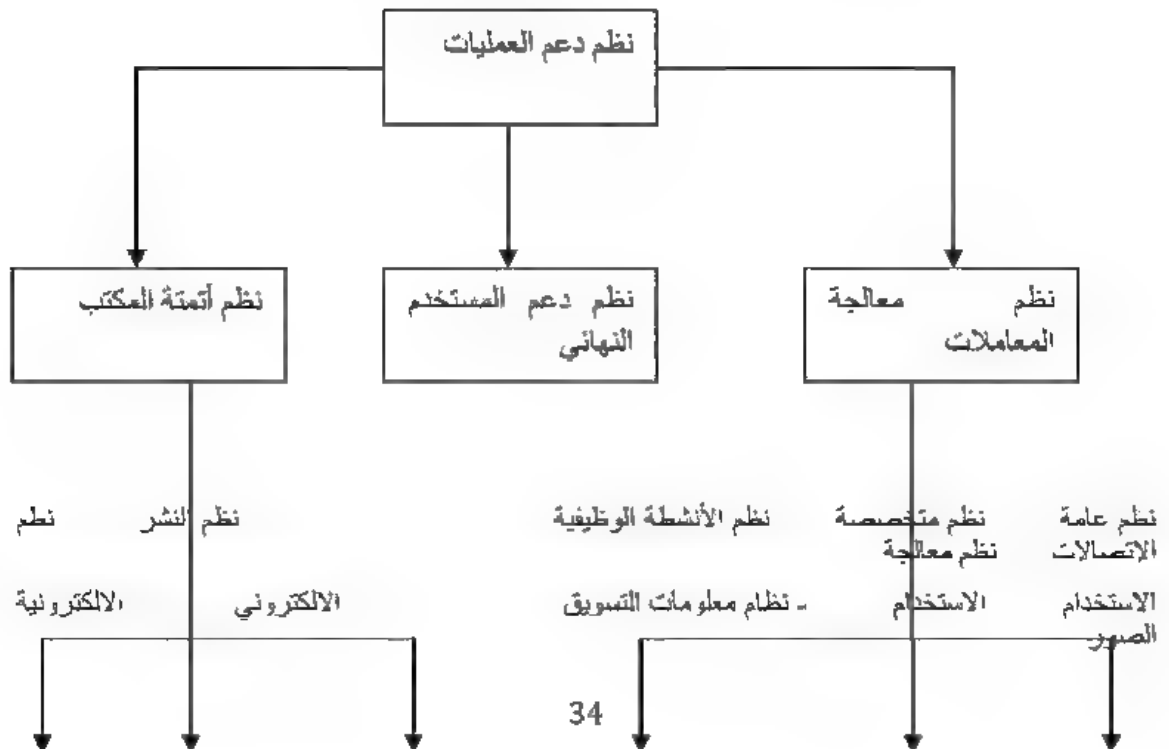 نظم دعم العمليات
نظم معالجة
المعاملات
نظم دعم المستخدم
النهائي
نظم أتمتة المكتب
نظم عامة نظم متخصصة نظم الأنشطة الوظيفية نظم النشر نظم
الاتصالات نظم معالجة
الاستخدام الاستخدام - نظام معلومات التسويق الالكتروني الالكترونية
الصور
34